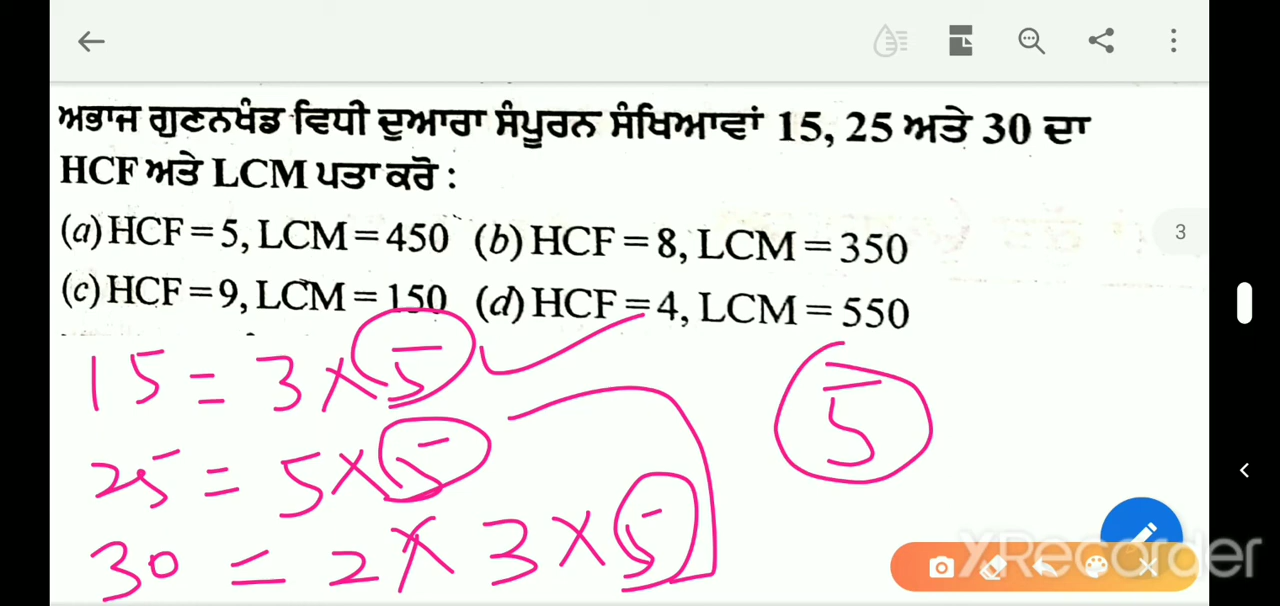 ਅਭਾਜ ਗੁਣਨਖੰਡ ਵਿਧੀ ਦੁਆਰਾ ਸੰਪੂਰਨ ਸੰਖਿਆਵਾਂ 15, 25 ਅਤੇ 30 ਦਾ
HCF ਅਤੇ LCM ਪਤਾ ਕਰੋ :
(a) HCF = 5, LCM = 450 (b) HCF = 8, LCM = 350
(c) HCF = 9, LCM = 150 (d) HCF = 4, LCM = 550
3
15 = 3 × 5
5
25 = 5 × 5
30 = 2 × 3 × 5
XRecorder